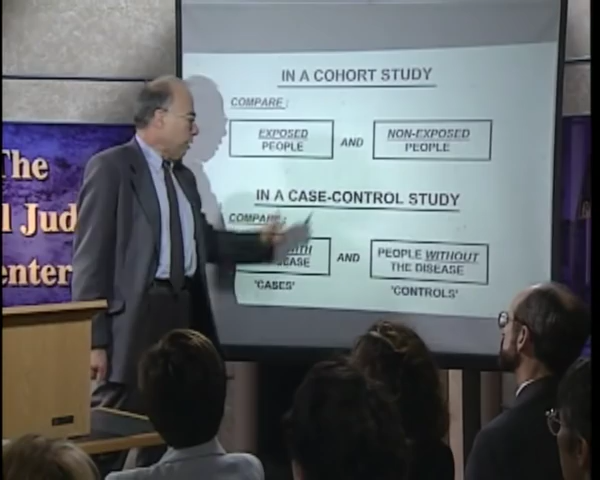 The
l Jud
enter
IN A COHORT STUDY
COMPARE:
EXPOSED
PEOPLE
AND
NON-EXPOSED
PEOPLE
IN A CASE-CONTROL STUDY
COMPARE:
AND
PEOPLE WITHOUT
THE DISEASE
'CASES'
'CONTROLS'